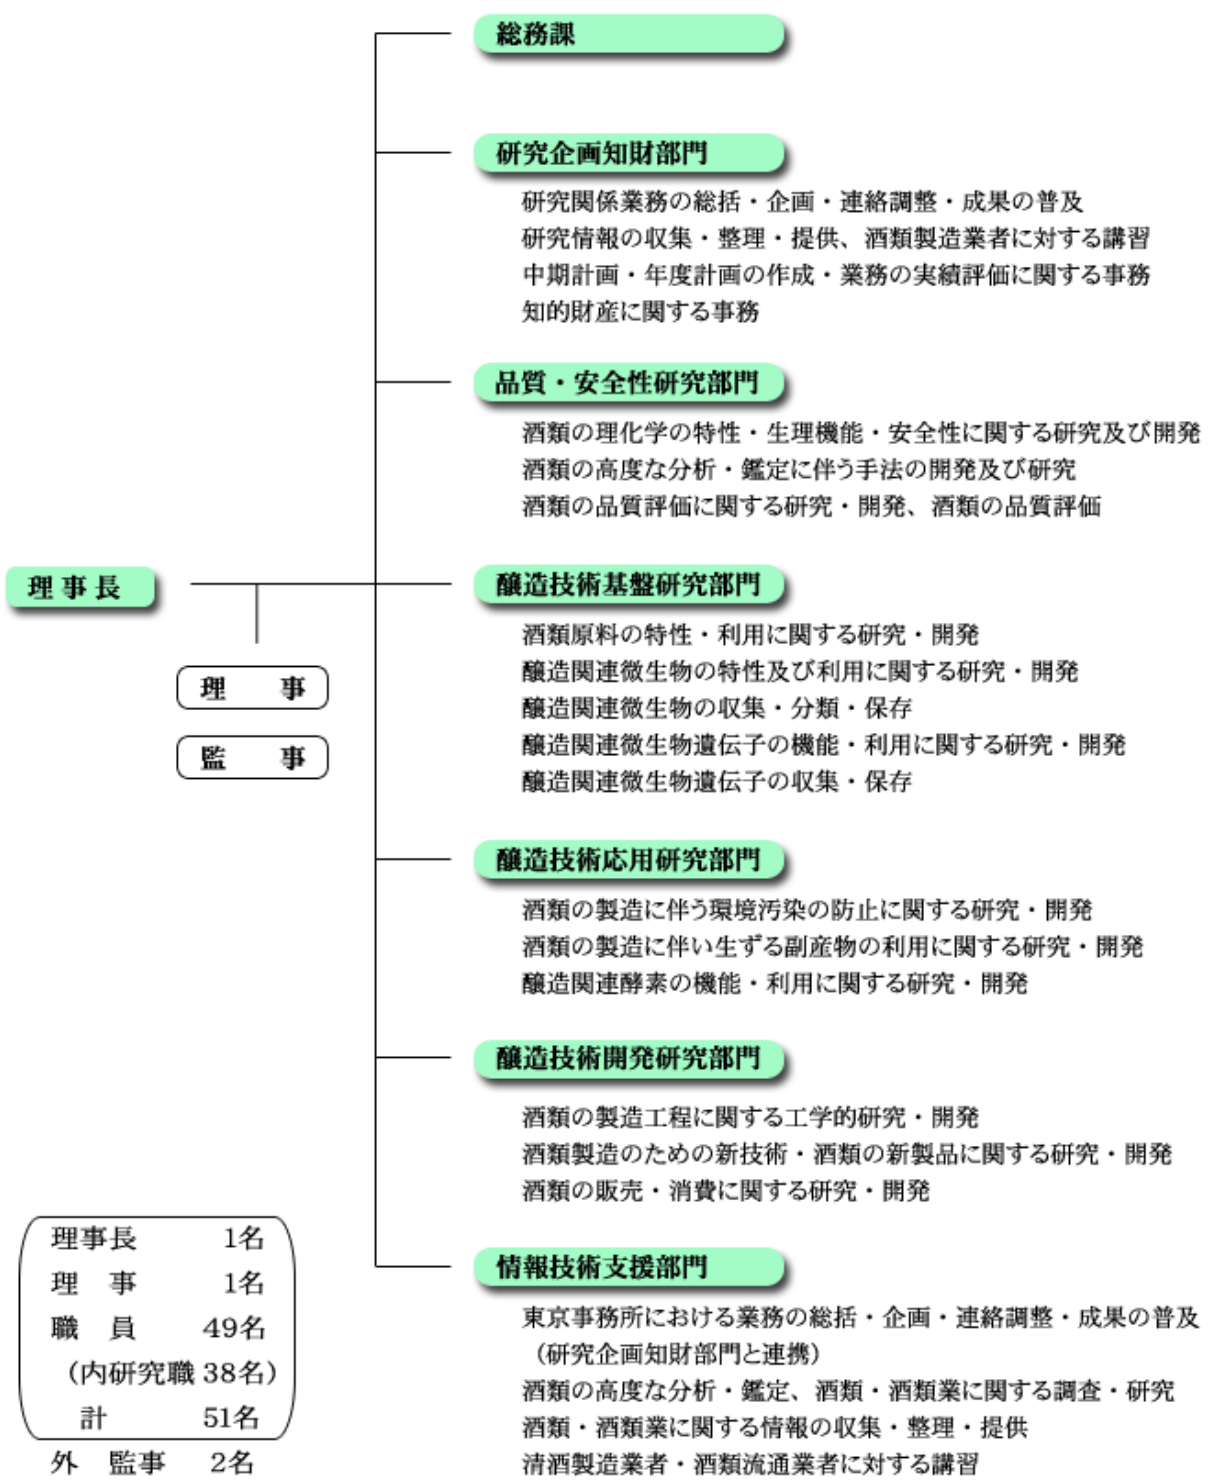 総務課
研究企画知財部門
研究関係業務の総括・企画・連絡調整・成果の普及
研究情報の収集・整理・提供、酒類製造業者に対する講習
中期計画・年度計画の作成・業務の実績評価に関する事務
知的財産に関する事務
品質・安全性研究部門
酒類の理化学の特性・生理機能・安全性に関する研究及び開発
酒類の高度な分析・鑑定に伴う手法の開発及び研究
酒類の品質評価に関する研究・開発、酒類の品質評価
理事長
理　事
監　事
醸造技術基盤研究部門
酒類原料の特性・利用に関する研究・開発
醸造関連微生物の特性及び利用に関する研究・開発
醸造関連微生物の収集・分類・保存
醸造関連微生物遺伝子の機能・利用に関する研究・開発
醸造関連微生物遺伝子の収集・保存
醸造技術応用研究部門
酒類の製造に伴う環境汚染の防止に関する研究・開発
酒類の製造に伴い生ずる副産物の利用に関する研究・開発
醸造関連酵素の機能・利用に関する研究・開発
醸造技術開発研究部門
酒類の製造工程に関する工学的研究・開発
酒類製造のための新技術・酒類の新製品に関する研究・開発
酒類の販売・消費に関する研究・開発
情報技術支援部門
東京事務所における業務の総括・企画・連絡調整・成果の普及
（研究企画知財部門と連携）
酒類の高度な分析・鑑定、酒類・酒類業に関する調査・研究
酒類・酒類業に関する情報の収集・整理・提供
清酒製造業者・酒類流通業者に対する講習
理事長　1名
理　事　1名
職　員　49名
（内研究職 38名）
計　51名
外　監事　2名